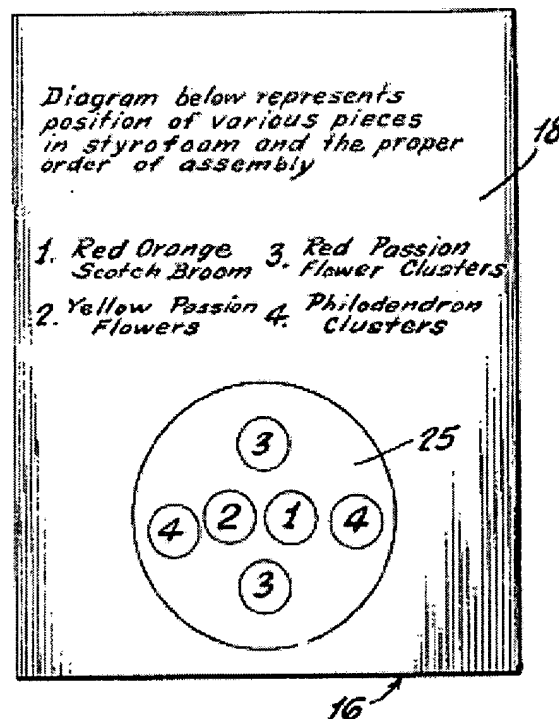 Diagram below represents
position of various pieces
in styrofoam and the proper
order of assembly
18
1. Red Orange Scotch Broom
3. Red Passion Flower Clusters
2. Yellow Passion Flowers
4. Philodendron Clusters
3
25
4 2 1 4
3
16